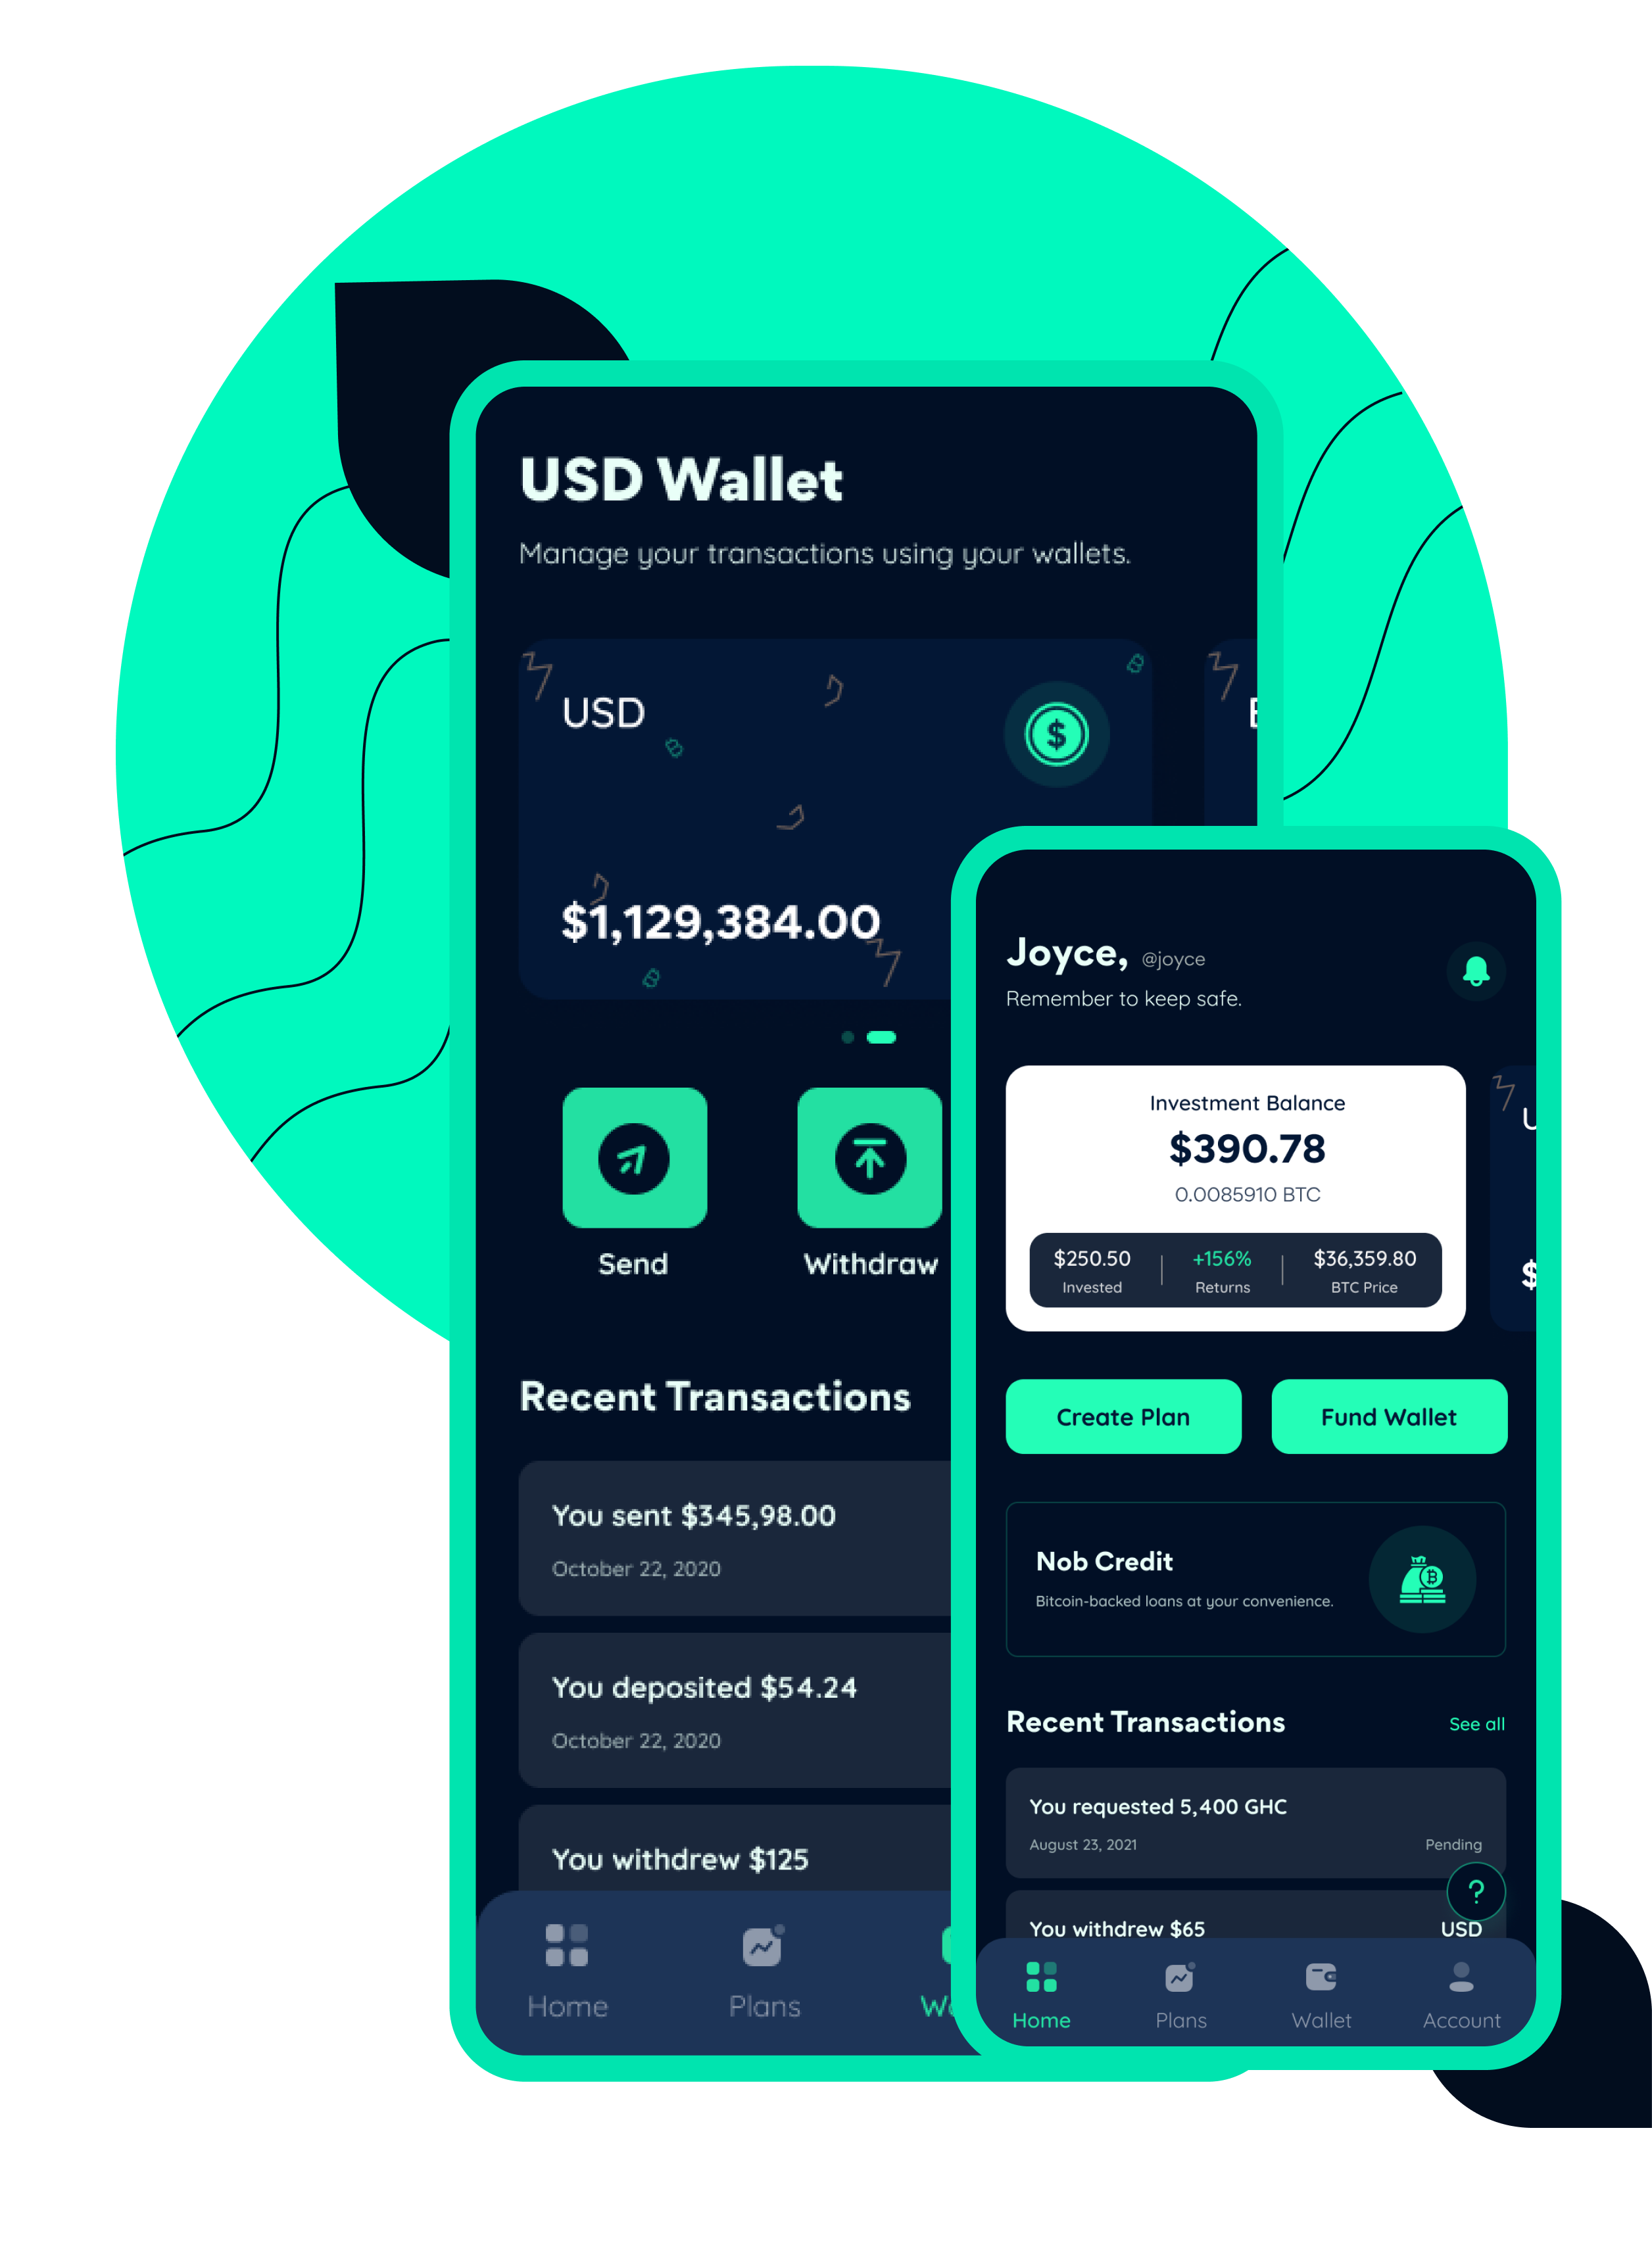 USD Wallet
Manage your transactions using your wallets.
USD
$
$1,129,384.00
Send
Withdraw
Recent Transactions
You sent $345,98.00
October 22, 2020
You deposited $54.24
October 22, 2020
You withdrew $125
Home
Plans
Joyce, @joyce
Remember to keep safe.
Investment Balance
$390.78
0.0085910 BTC
$250.50
Invested
+156%
Returns
$36,359.80
BTC Price
$
Create Plan
Fund Wallet
Nob Credit
Bitcoin-backed loans at your convenience.
Recent Transactions
See all
You requested 5,400 GHC
August 23, 2021
Pending
?
You withdrew $65
USD
Home
Plans
Wallet
Account